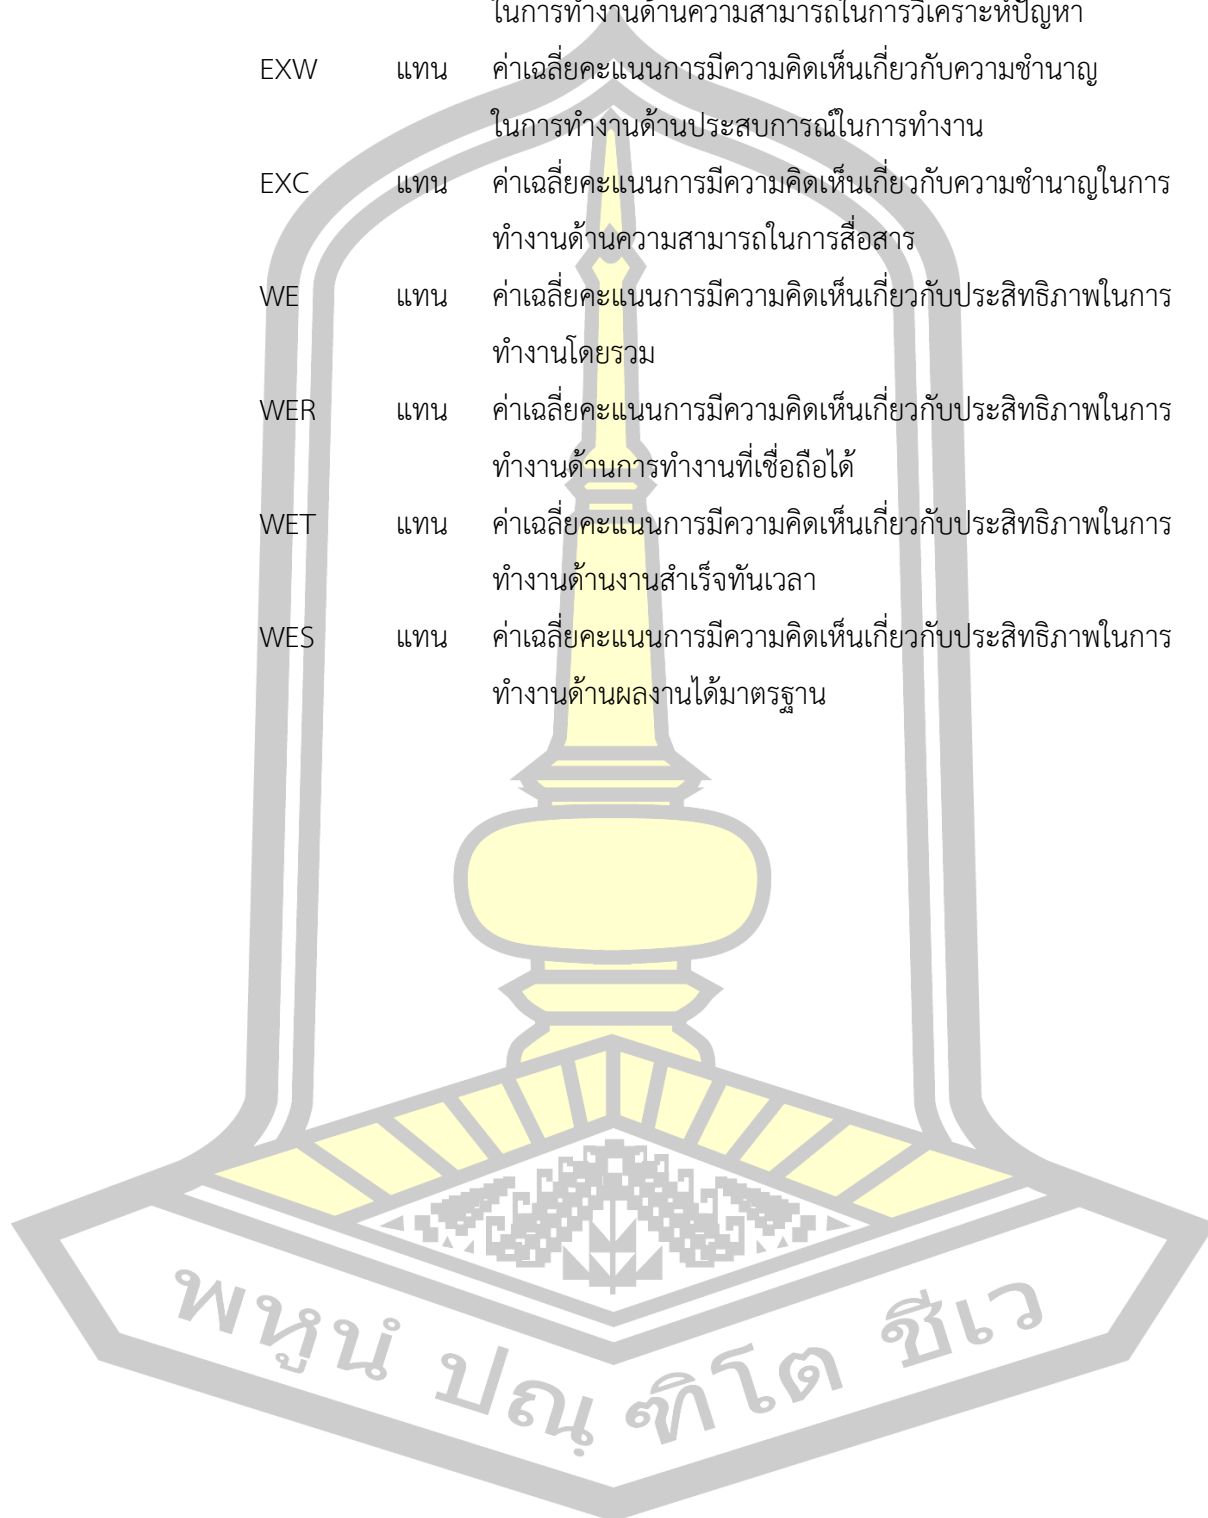 ในการทำงานด้านความสามารถในการวิเคราะห์ปัญหา
EXW แทน ค่าเฉลี่ยคะแนนการมีความคิดเห็นเกี่ยวกับความชำนาญ
ในการทำงานด้านประสบการณ์ในการทำงาน
EXC แทน ค่าเฉลี่ยคะแนนการมีความคิดเห็นเกี่ยวกับความชำนาญในการ
ทำงานด้านความสามารถในการสื่อสาร
WE แทน ค่าเฉลี่ยคะแนนการมีความคิดเห็นเกี่ยวกับประสิทธิภาพในการ
ทำงานโดยรวม
WER แทน ค่าเฉลี่ยคะแนนการมีความคิดเห็นเกี่ยวกับประสิทธิภาพในการ
ทำงานด้านการทำงานที่เชื่อถือได้
WET แทน ค่าเฉลี่ยคะแนนการมีความคิดเห็นเกี่ยวกับประสิทธิภาพในการ
ทำงานด้านงานสำเร็จทันเวลา
WES แทน ค่าเฉลี่ยคะแนนการมีความคิดเห็นเกี่ยวกับประสิทธิภาพในการ
ทำงานด้านผลงานได้มาตรฐาน
พหูนํ ปณฺฑิโต ชีเว